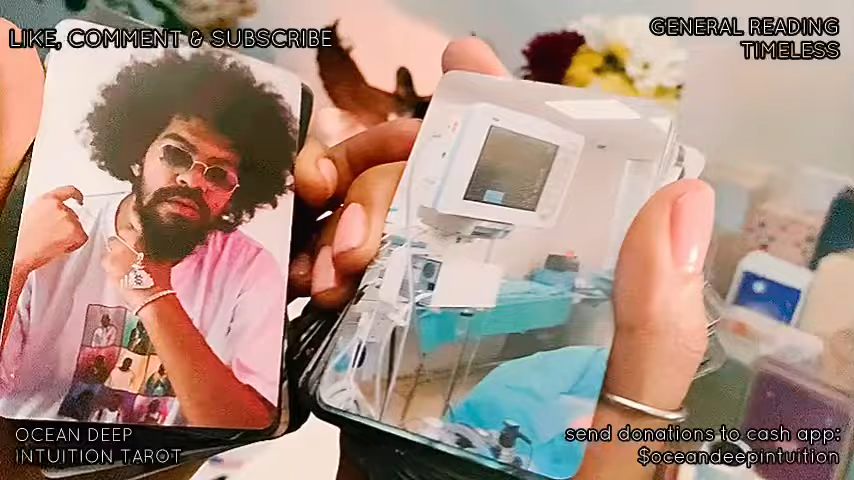 LIKE, COMMENT & SUBSCRIBE
GENERAL READING
TIMELESS
OCEAN DEEP
INTUITION TAROT
send donations to cash app:
$oceandeepintuition